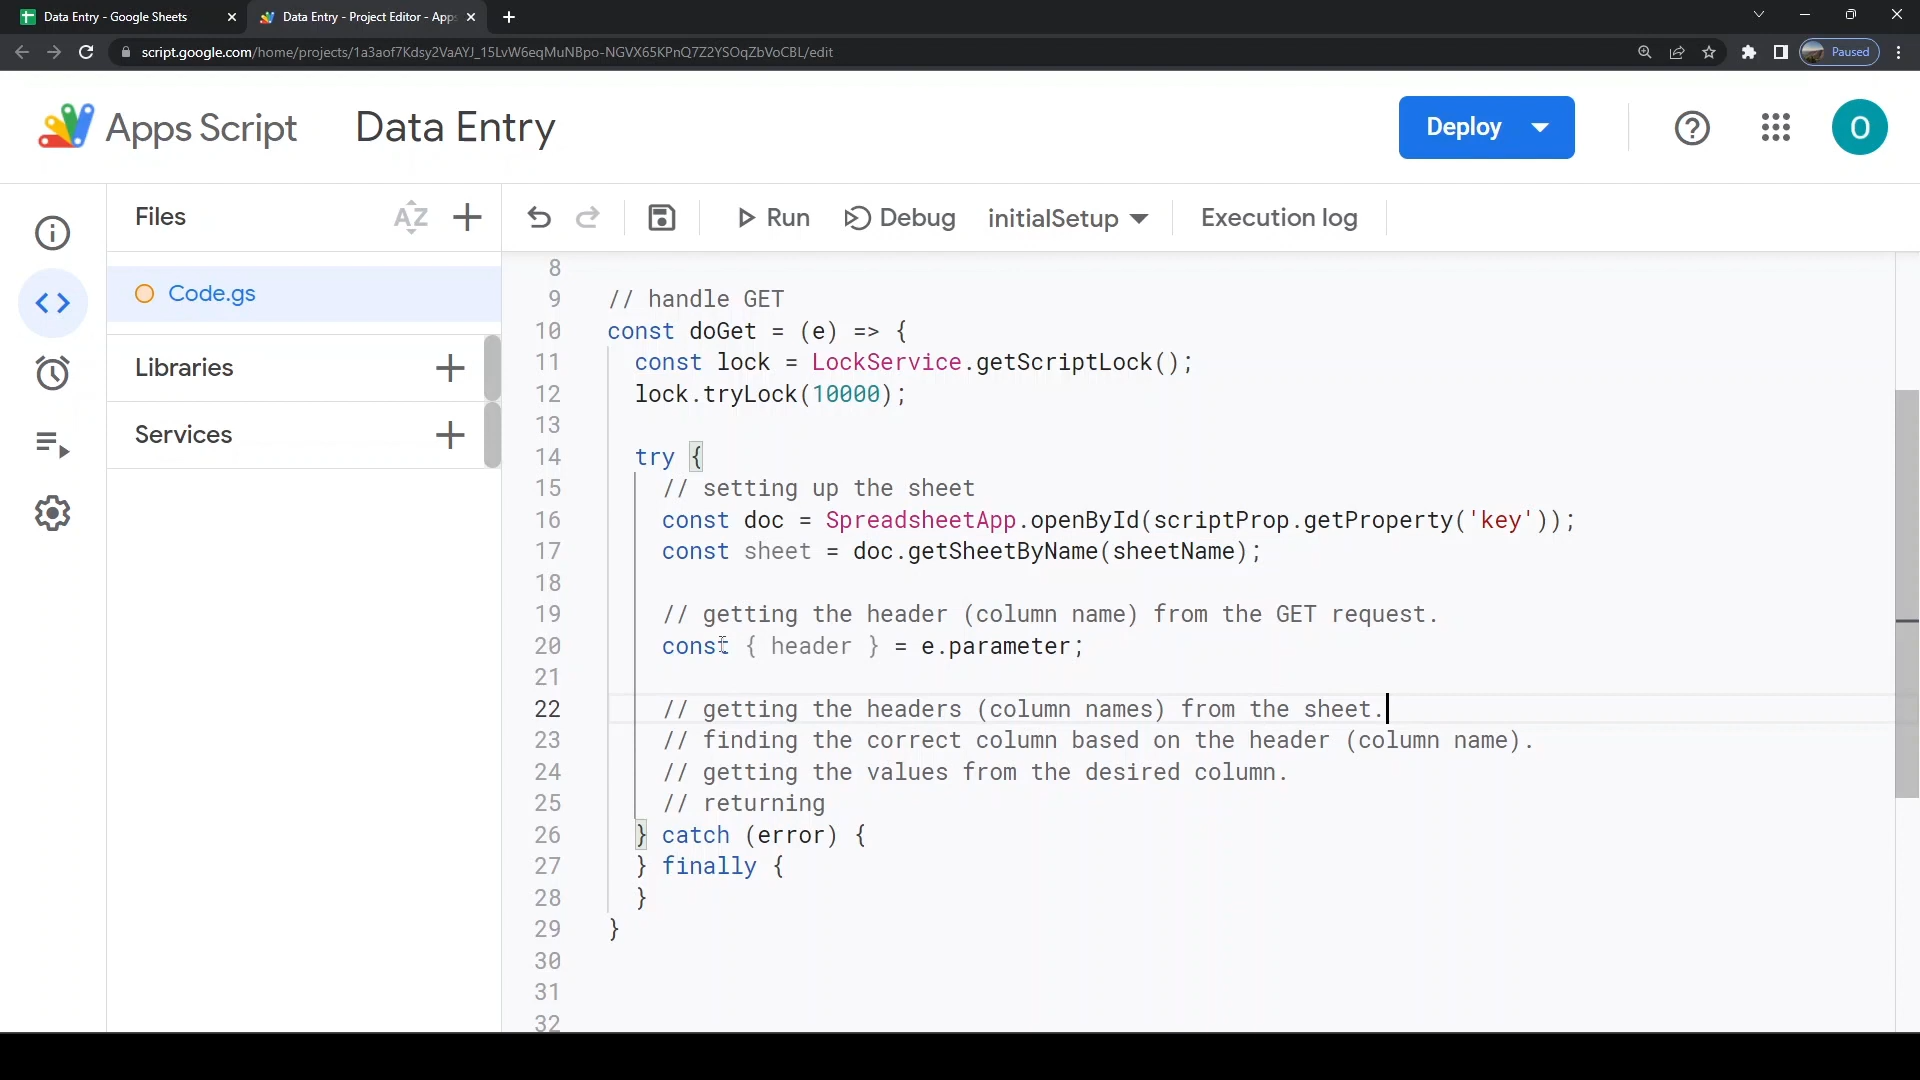 Data Entry - Google Sheets
Data Entry - Project Editor - Apps
script.google.com/home/projects/1a3aof7Kdsy2VaAYJ_15LvW6eqMuNBpo-NGVX65KPnQ7Z2YSOqZbVoCBL/edit
Paused
Apps Script
Data Entry
Deploy
O
Files
AZ
Run
Debug
initialSetup
Execution log
Code.gs
Libraries
Services
8
9 // handle GET
10 const doGet = (e) => {
11 const lock = LockService.getScriptLock();
12 lock.tryLock(10000);
13
14 try {
15 // setting up the sheet
16 const doc = SpreadsheetApp.openById(scriptProp.getProperty('key'));
17 const sheet = doc.getSheetByName(sheetName);
18
19 // getting the header (column name) from the GET request.
20 const { header } = e.parameter;
21
22 // getting the headers (column names) from the sheet.
23 // finding the correct column based on the header (column name).
24 // getting the values from the desired column.
25 // returning
26 } catch (error) {
27 } finally {
28 }
29 }
30
31
32